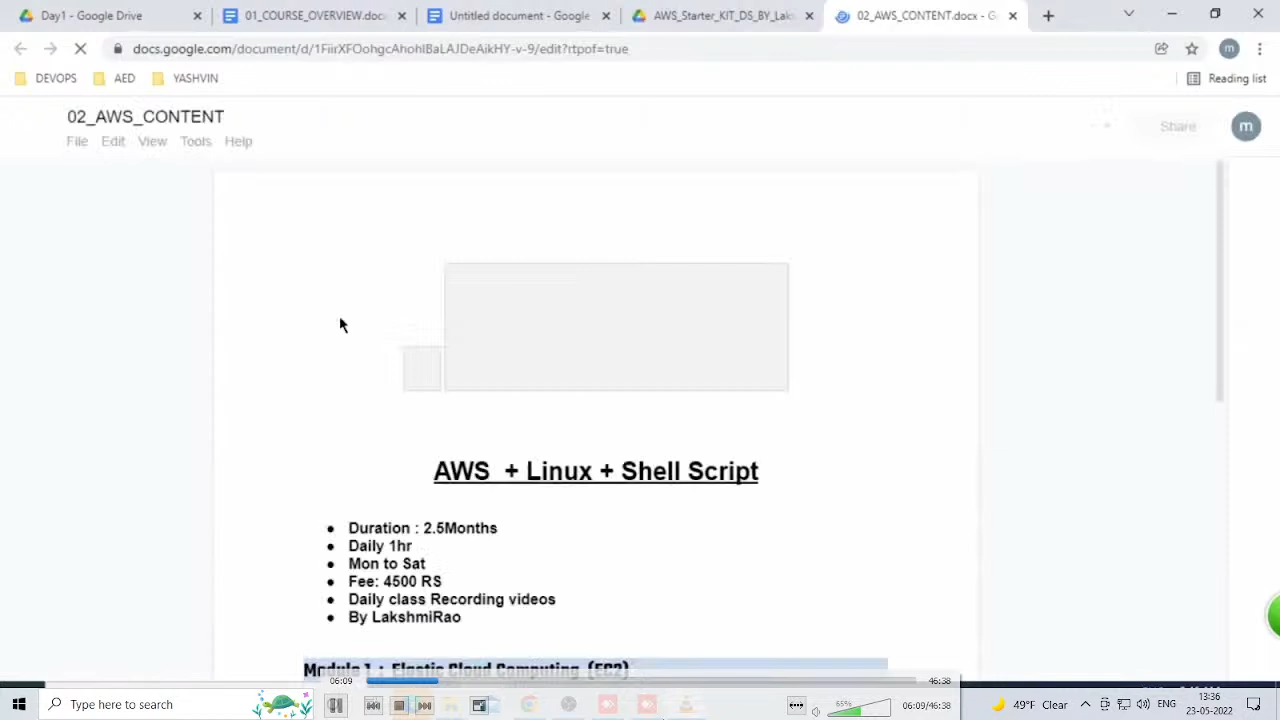 Day1 - Google Drive
01_COURSE_OVERVIEW.docx
Untitled document - Google
AWS_Starter_KIT_DS_BY_Lak
02_AWS_CONTENT.docx - G
docs.google.com/document/d/1FiirXFOohgcAhohIBaLAJDeAikHY-v-9/edit?rtpof=true
m
DEVOPS
AED
YASHVIN
Reading list
02_AWS_CONTENT
File Edit View Tools Help
Share
m
AWS + Linux + Shell Script
Duration : 2.5Months
Daily 1hr
Mon to Sat
Fee: 4500 RS
Daily class Recording videos
By LakshmiRao
Module 1 : Elastic Cloud Computing (EC2)
06:09
46:38
Type here to search
65%
06:09/46:38
49°F Clear
ENG
13:36
23-05-2022